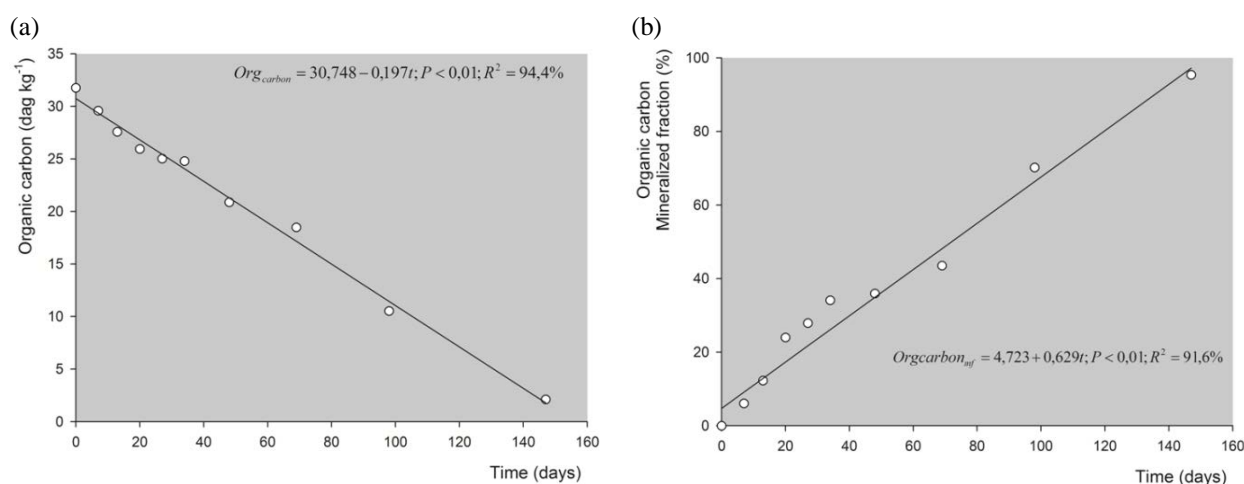 (a)
35
30
25
20
15
10
5
0
Organic carbon (dag kg-1)
Orgcarbon = 30,748 – 0,197t; P < 0,01; R2 = 94,4%
0 20 40 60 80 100 120 140 160
Time (days)
(b)
100
80
60
40
20
0
Organic carbon
Mineralized fraction (%)
Orgcarbonmf = 4,723 + 0,629t; P < 0,01; R2 = 91,6%
0 20 40 60 80 100 120 140 160
Time (days)